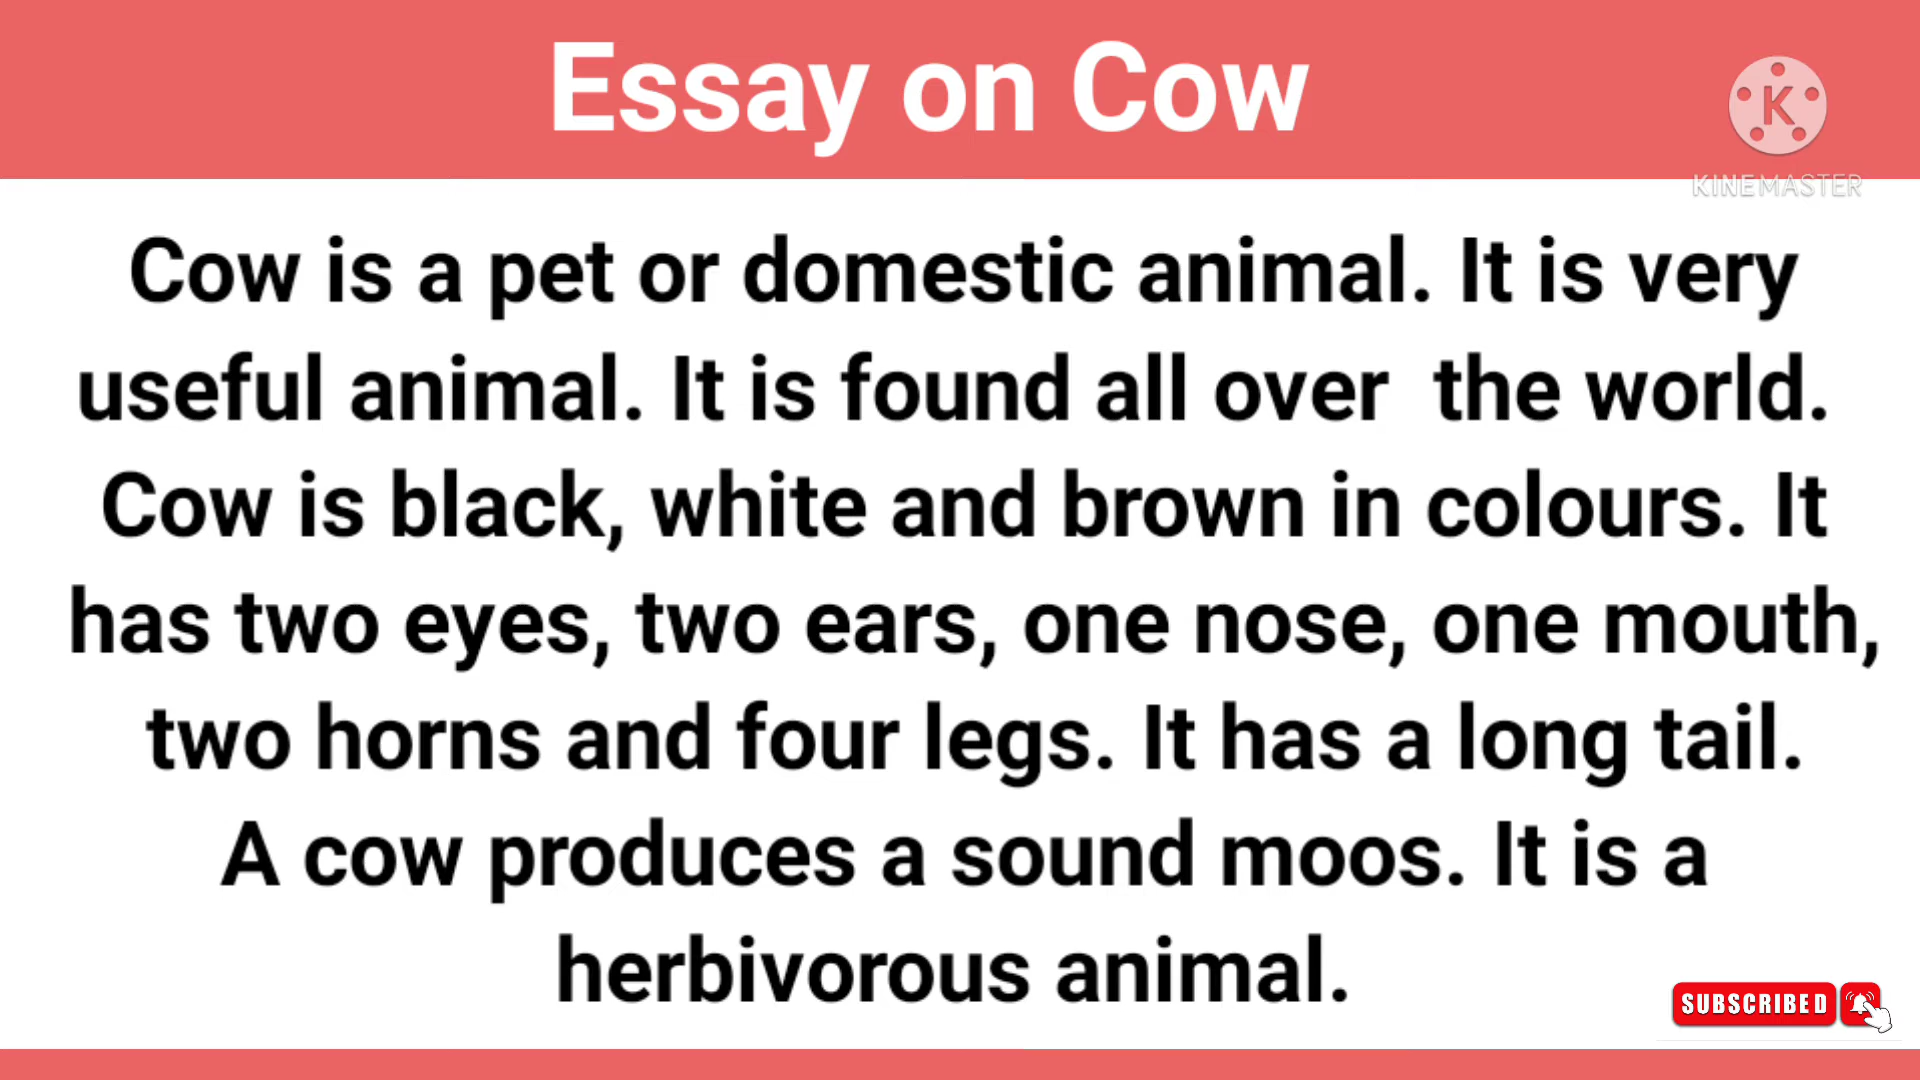 Essay on Cow
K
KINEMASTER
Cow is a pet or domestic animal. It is very
useful animal. It is found all over  the world.
Cow is black, white and brown in colours. It
has two eyes, two ears, one nose, one mouth,
two horns and four legs. It has a long tail.
A cow produces a sound moos. It is a
herbivorous animal.
SUBSCRIBED